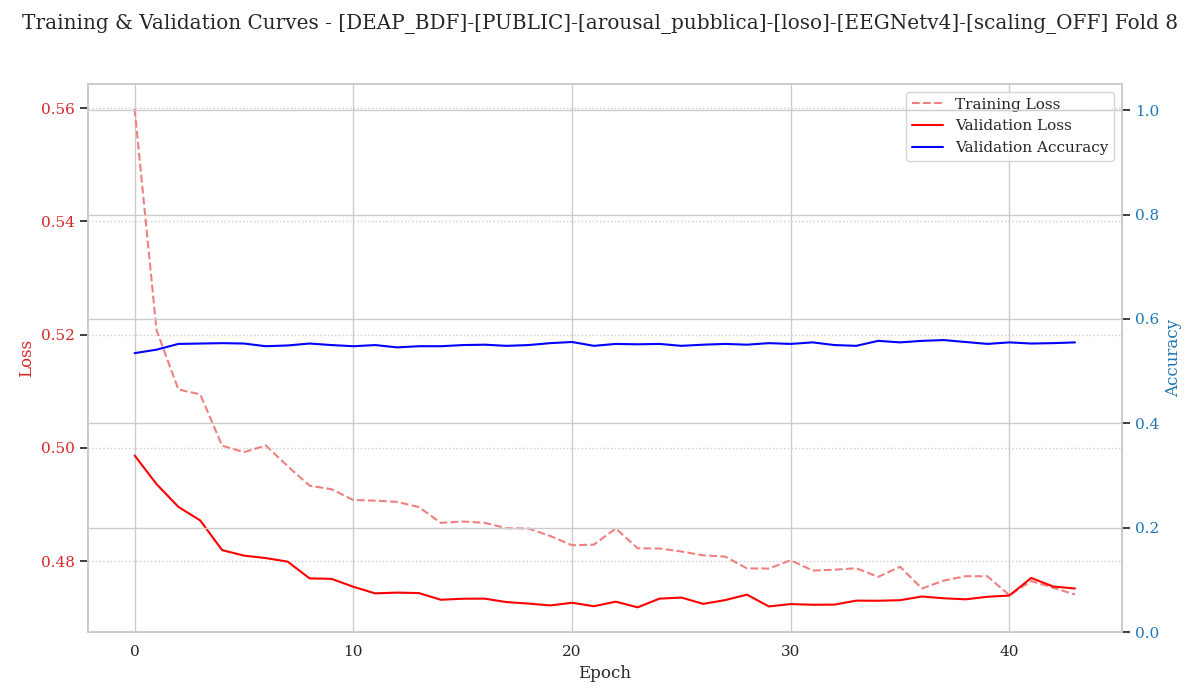 Training & Validation Curves - [DEAP_BDF]-[PUBLIC]-[arousal_pubblica]-[loso]-[EEGNetv4]-[scaling_OFF] Fold 8
Training Loss
Validation Loss
Validation Accuracy
0.56
0.54
0.52
0.50
0.48
Loss
1.0
0.8
0.6
0.4
0.2
0.0
Accuracy
0
10
20
30
40
Epoch